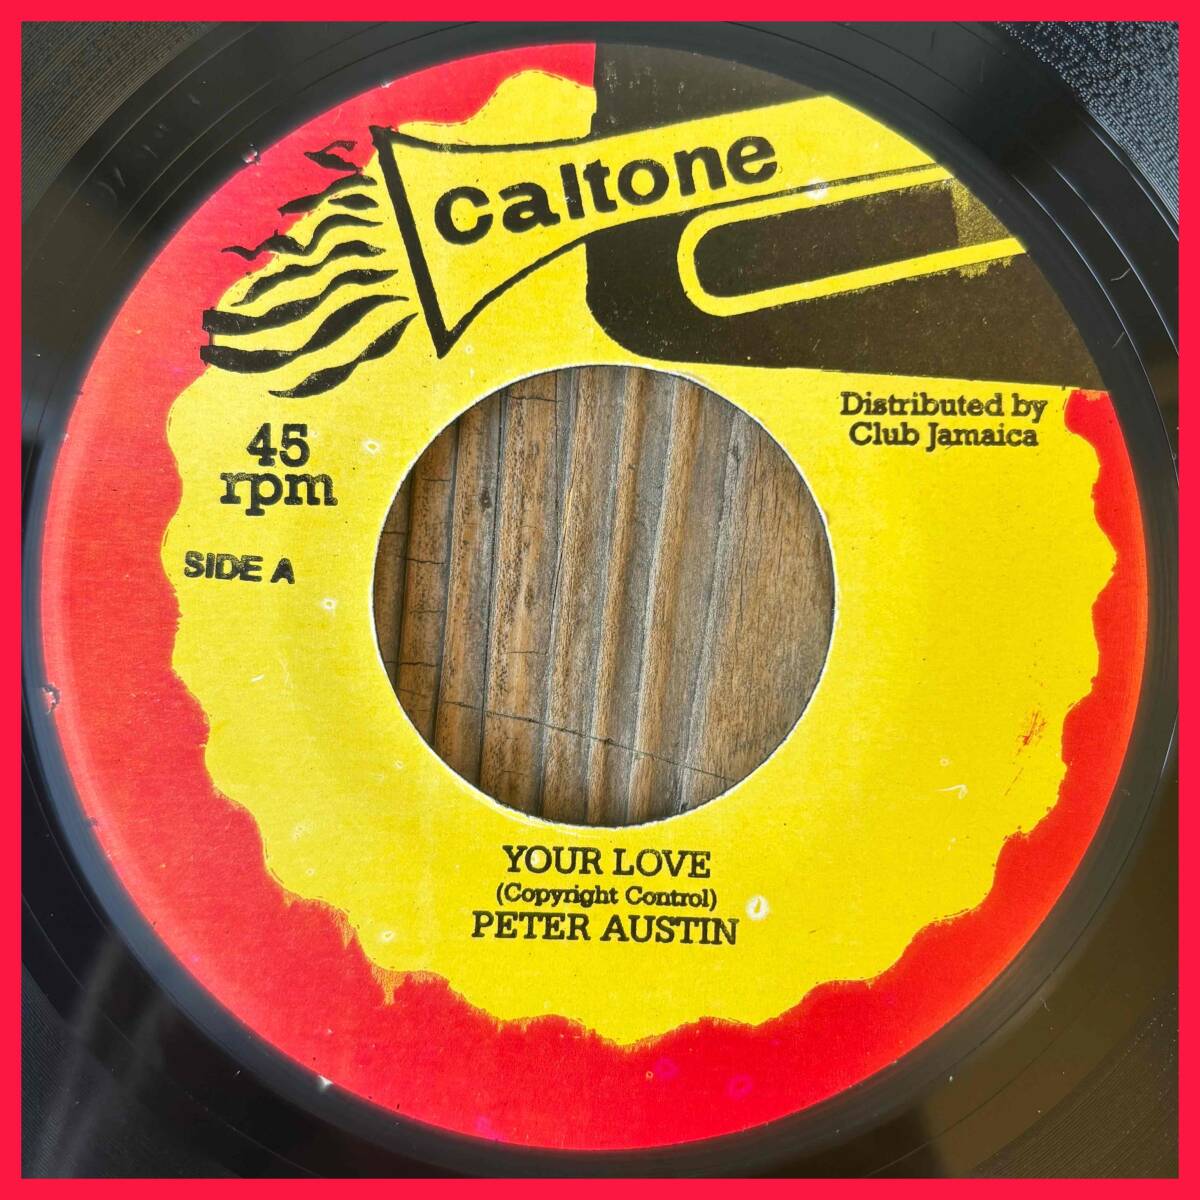 Caltone
Distributed by
Club Jamaica
45
rpm
SIDE A
YOUR LOVE
(Copyright Control)
PETER AUSTIN